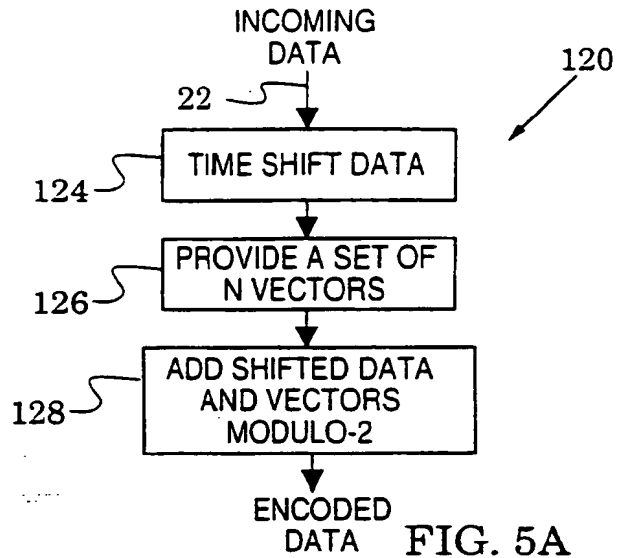 INCOMING
DATA
120
22
TIME SHIFT DATA
124
PROVIDE A SET OF
N VECTORS
126
ADD SHIFTED DATA
AND VECTORS
MODULO-2
128
ENCODED
DATA
FIG. 5A